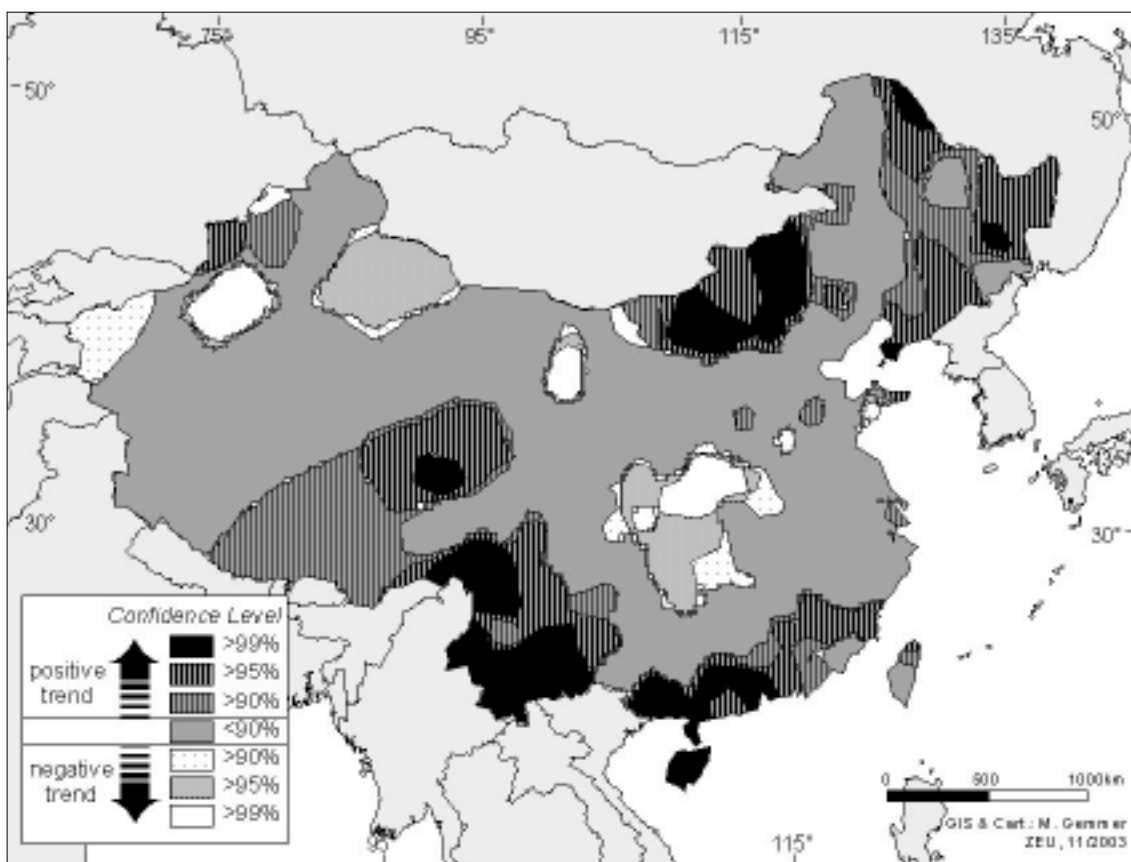 75°
95°
115°
135°
50°
50°
30°
30°
Confidence Level
>99%
positive
trend
>95%
>90%
<90%
>90%
negative
trend
>95%
>99%
95°
115°
0 500 1000km
GIS & Cart.: M. Gemmer
ZEU, 11/2003